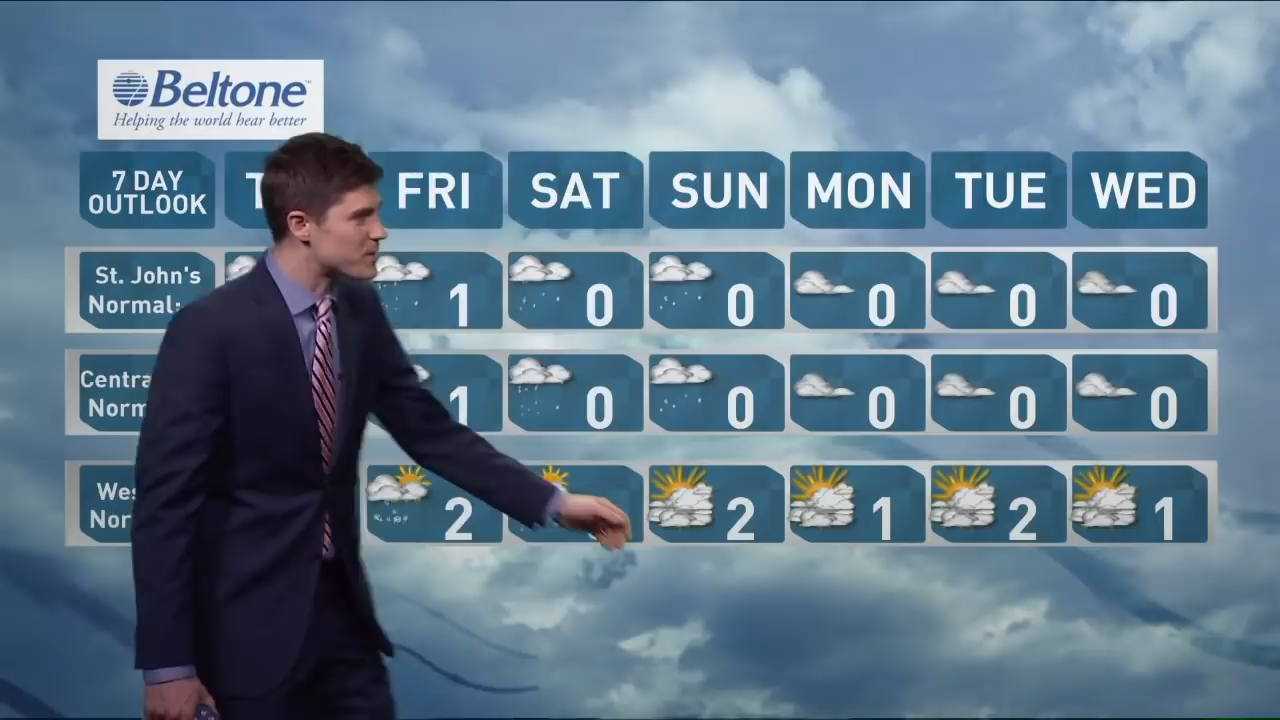 Beltone™
Helping the world hear better
7 DAY
OUTLOOK
FRI
SAT
SUN
MON
TUE
WED
St. John's
Normal:
1
0
0
0
0
0
1
0
0
0
0
0
2
2
1
2
1